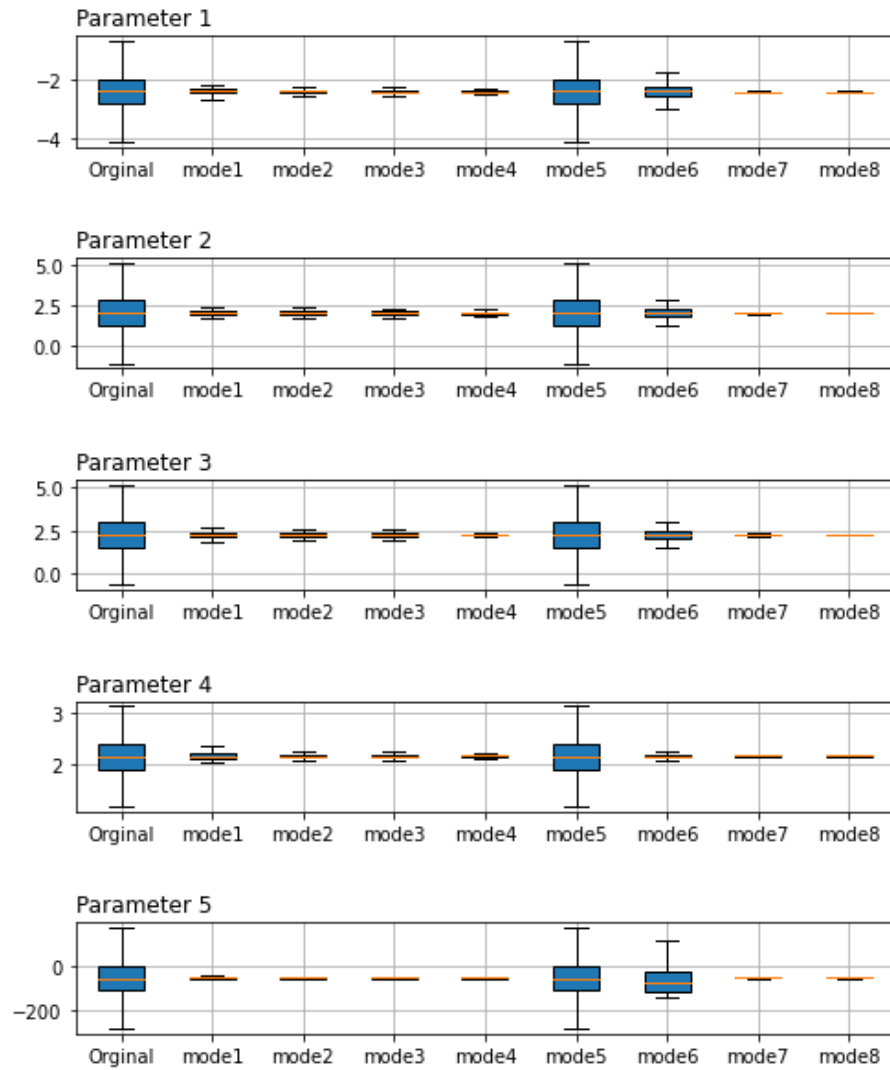 Parameter 1
−2
−4
Orginal mode1 mode2 mode3 mode4 mode5 mode6 mode7 mode8
Parameter 2
5.0
2.5
0.0
Orginal mode1 mode2 mode3 mode4 mode5 mode6 mode7 mode8
Parameter 3
5.0
2.5
0.0
Orginal mode1 mode2 mode3 mode4 mode5 mode6 mode7 mode8
Parameter 4
3
2
Orginal mode1 mode2 mode3 mode4 mode5 mode6 mode7 mode8
Parameter 5
0
−200
Orginal mode1 mode2 mode3 mode4 mode5 mode6 mode7 mode8